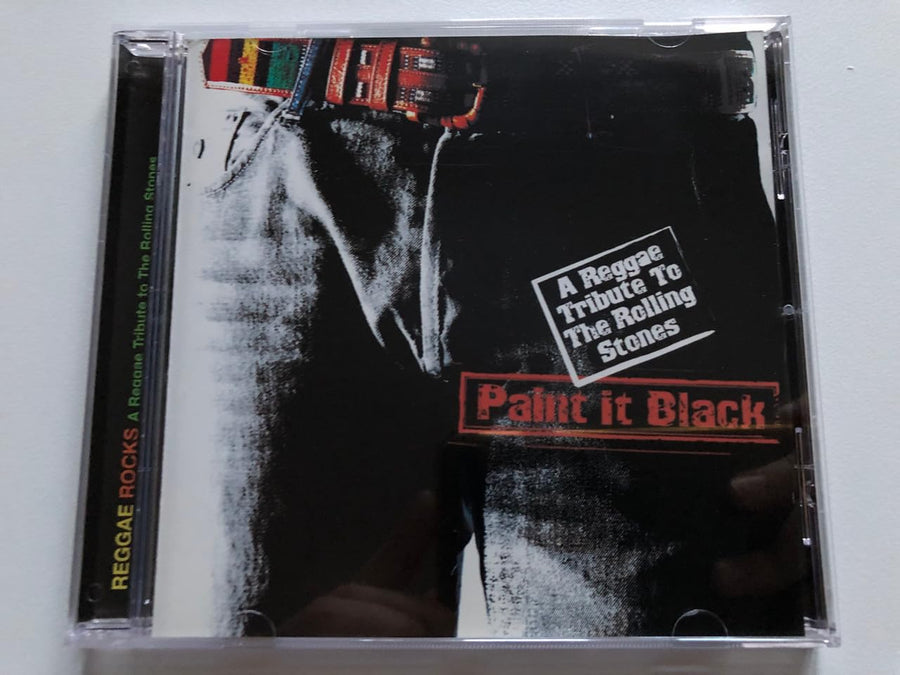 REGGAE ROCKS A Reggae Tribute to The Rolling Stones
A Reggae
Tribute To
The Rolling
Stones
Paint it Black